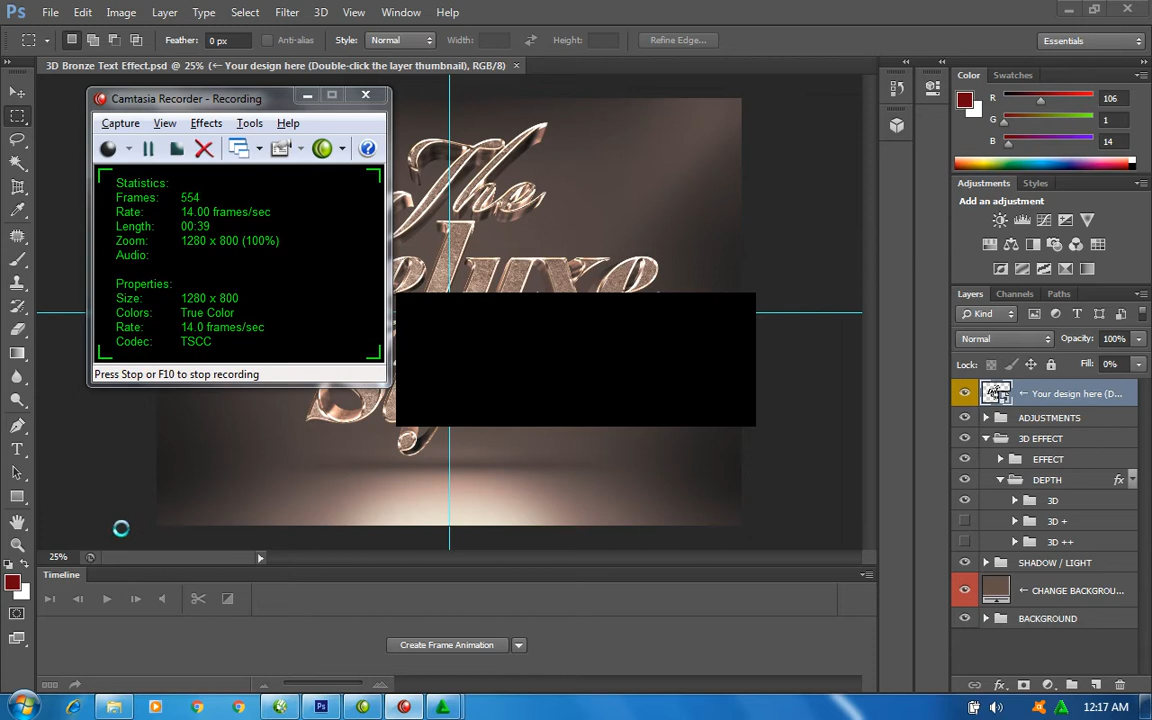 Ps File Edit Image Layer Type Select Filter 3D View Window Help
Feather: 0 px Anti-alias Style: Normal Width: Height: Refine Edge... Essentials
3D Bronze Text Effect.psd @ 25% (← Your design here (Double-click the layer thumbnail), RGB/8) ×
Camtasia Recorder - Recording
Capture View Effects Tools Help
Statistics:
Frames: 554
Rate: 14.00 frames/sec
Length: 00:39
Zoom: 1280 x 800 (100%)
Audio:
Properties:
Size: 1280 x 800
Colors: True Color
Rate: 14.0 frames/sec
Codec: TSCC
Press Stop or F10 to stop recording
The
Color Swatches
R 106
G 1
B 14
Adjustments Styles
Add an adjustment
Layers Channels Paths
Kind
Normal Opacity: 100%
Lock: Fill: 0%
← Your design here (D...
ADJUSTMENTS
3D EFFECT
EFFECT
DEPTH fx
3D
3D +
3D ++
SHADOW / LIGHT
← CHANGE BACKGROU...
BACKGROUND
25%
Timeline
Create Frame Animation
12:17 AM